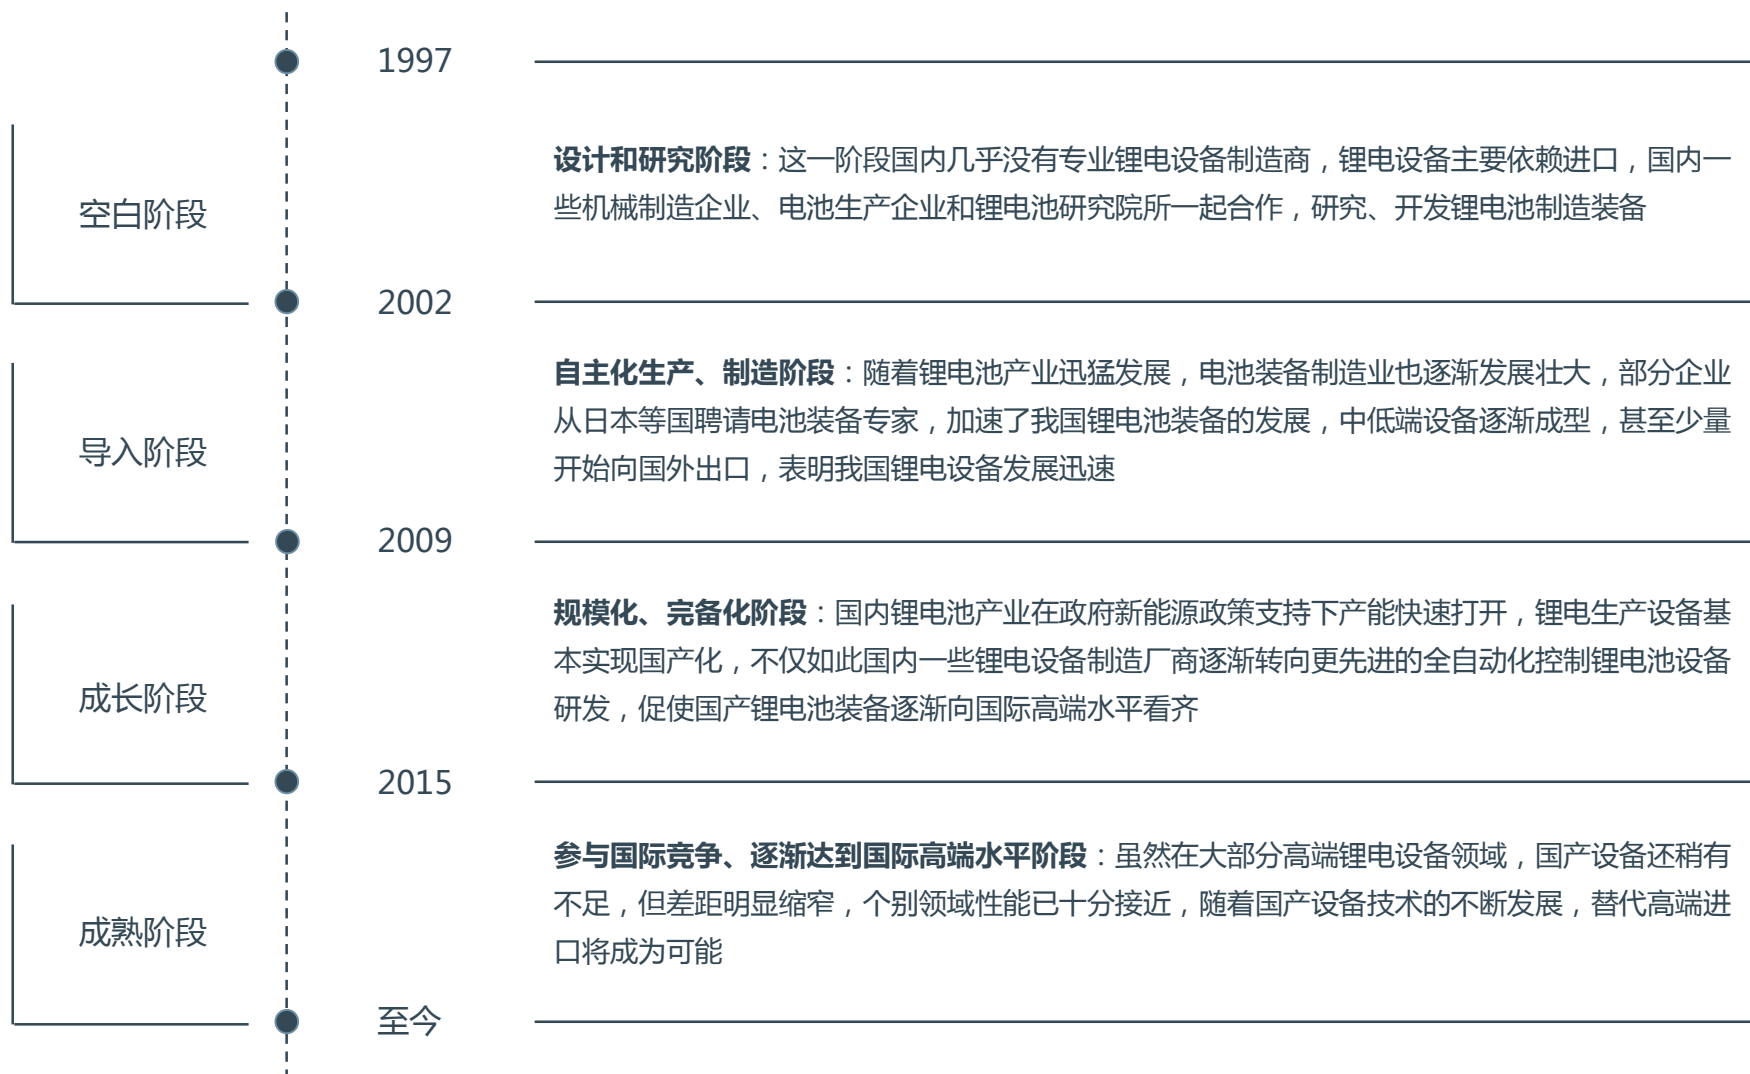 1997
空白阶段
设计和研究阶段：这一阶段国内几乎没有专业锂电设备制造商，锂电设备主要依赖进口，国内一
些机械制造企业、电池生产企业和锂电池研究院所一起合作，研究、开发锂电池制造装备
2002
导入阶段
自主化生产、制造阶段：随着锂电池产业迅猛发展，电池装备制造业也逐渐发展壮大，部分企业
从日本等国聘请电池装备专家，加速了我国锂电池装备的发展，中低端设备逐渐成型，甚至少量
开始向国外出口，表明我国锂电设备发展迅速
2009
成长阶段
规模化、完备化阶段：国内锂电池产业在政府新能源政策支持下产能快速打开，锂电生产设备基
本实现国产化，不仅如此国内一些锂电设备制造厂商逐渐转向更先进的全自动化控制锂电池设备
研发，促使国产锂电池装备逐渐向国际高端水平看齐
2015
成熟阶段
参与国际竞争、逐渐达到国际高端水平阶段：虽然在大部分高端锂电设备领域，国产设备还稍有
不足，但差距明显缩窄，个别领域性能已十分接近，随着国产设备技术的不断发展，替代高端进
口将成为可能
至今